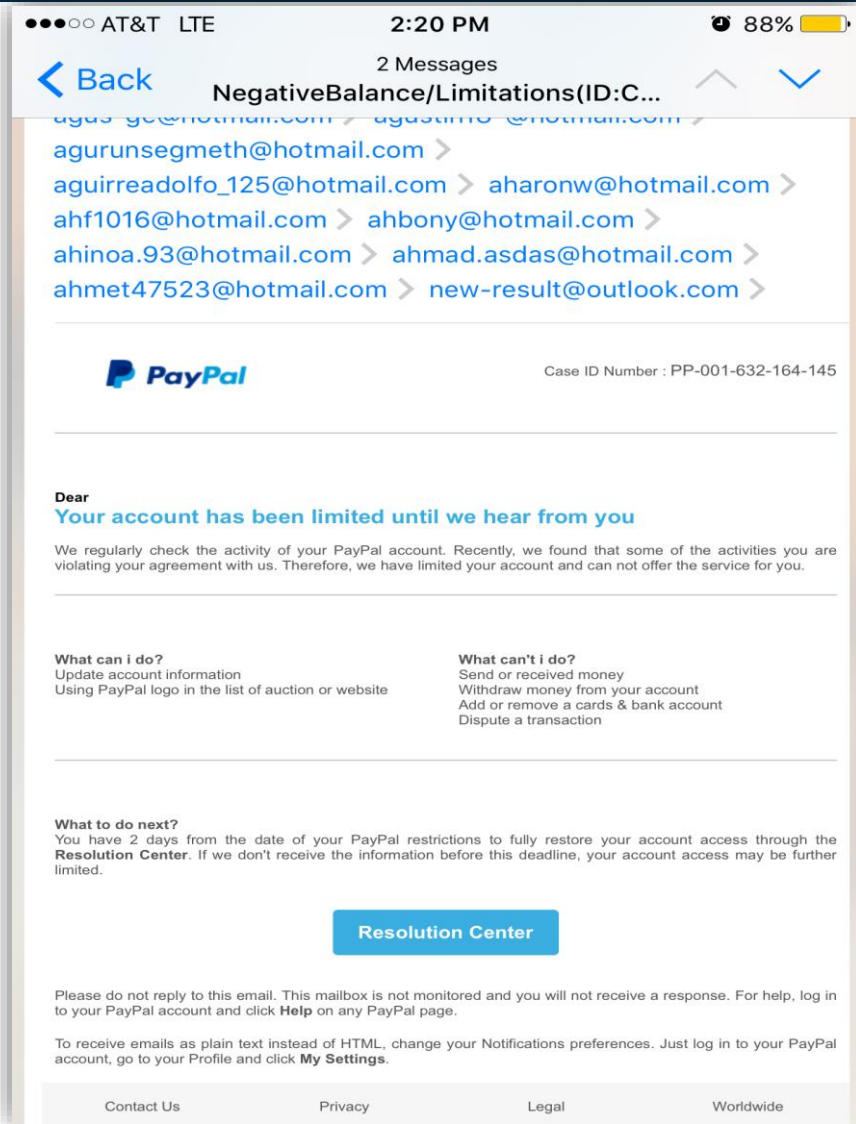 AT&T LTE 2:20 PM 88%
Back 2 Messages
NegativeBalance/Limitations(ID:C...
agurunsegmeth@hotmail.com
aguirreadolfo_125@hotmail.com aharonw@hotmail.com
ahf1016@hotmail.com ahbony@hotmail.com
ahinoa.93@hotmail.com ahmad.asdas@hotmail.com
ahmet47523@hotmail.com new-result@outlook.com
PayPal Case ID Number : PP-001-632-164-145
Dear
Your account has been limited until we hear from you
We regularly check the activity of your PayPal account. Recently, we found that some of the activities you are
violating your agreement with us. Therefore, we have limited your account and can not offer the service for you.
What can i do?
Update account information
Using PayPal logo in the list of auction or website
What can't i do?
Send or received money
Withdraw money from your account
Add or remove a cards & bank account
Dispute a transaction
What to do next?
You have 2 days from the date of your PayPal restrictions to fully restore your account access through the
Resolution Center. If we don't receive the information before this deadline, your account access may be further
limited.
Resolution Center
Please do not reply to this email. This mailbox is not monitored and you will not receive a response. For help, log in
to your PayPal account and click Help on any PayPal page.
To receive emails as plain text instead of HTML, change your Notifications preferences. Just log in to your PayPal
account, go to your Profile and click My Settings.
Contact Us Privacy Legal Worldwide